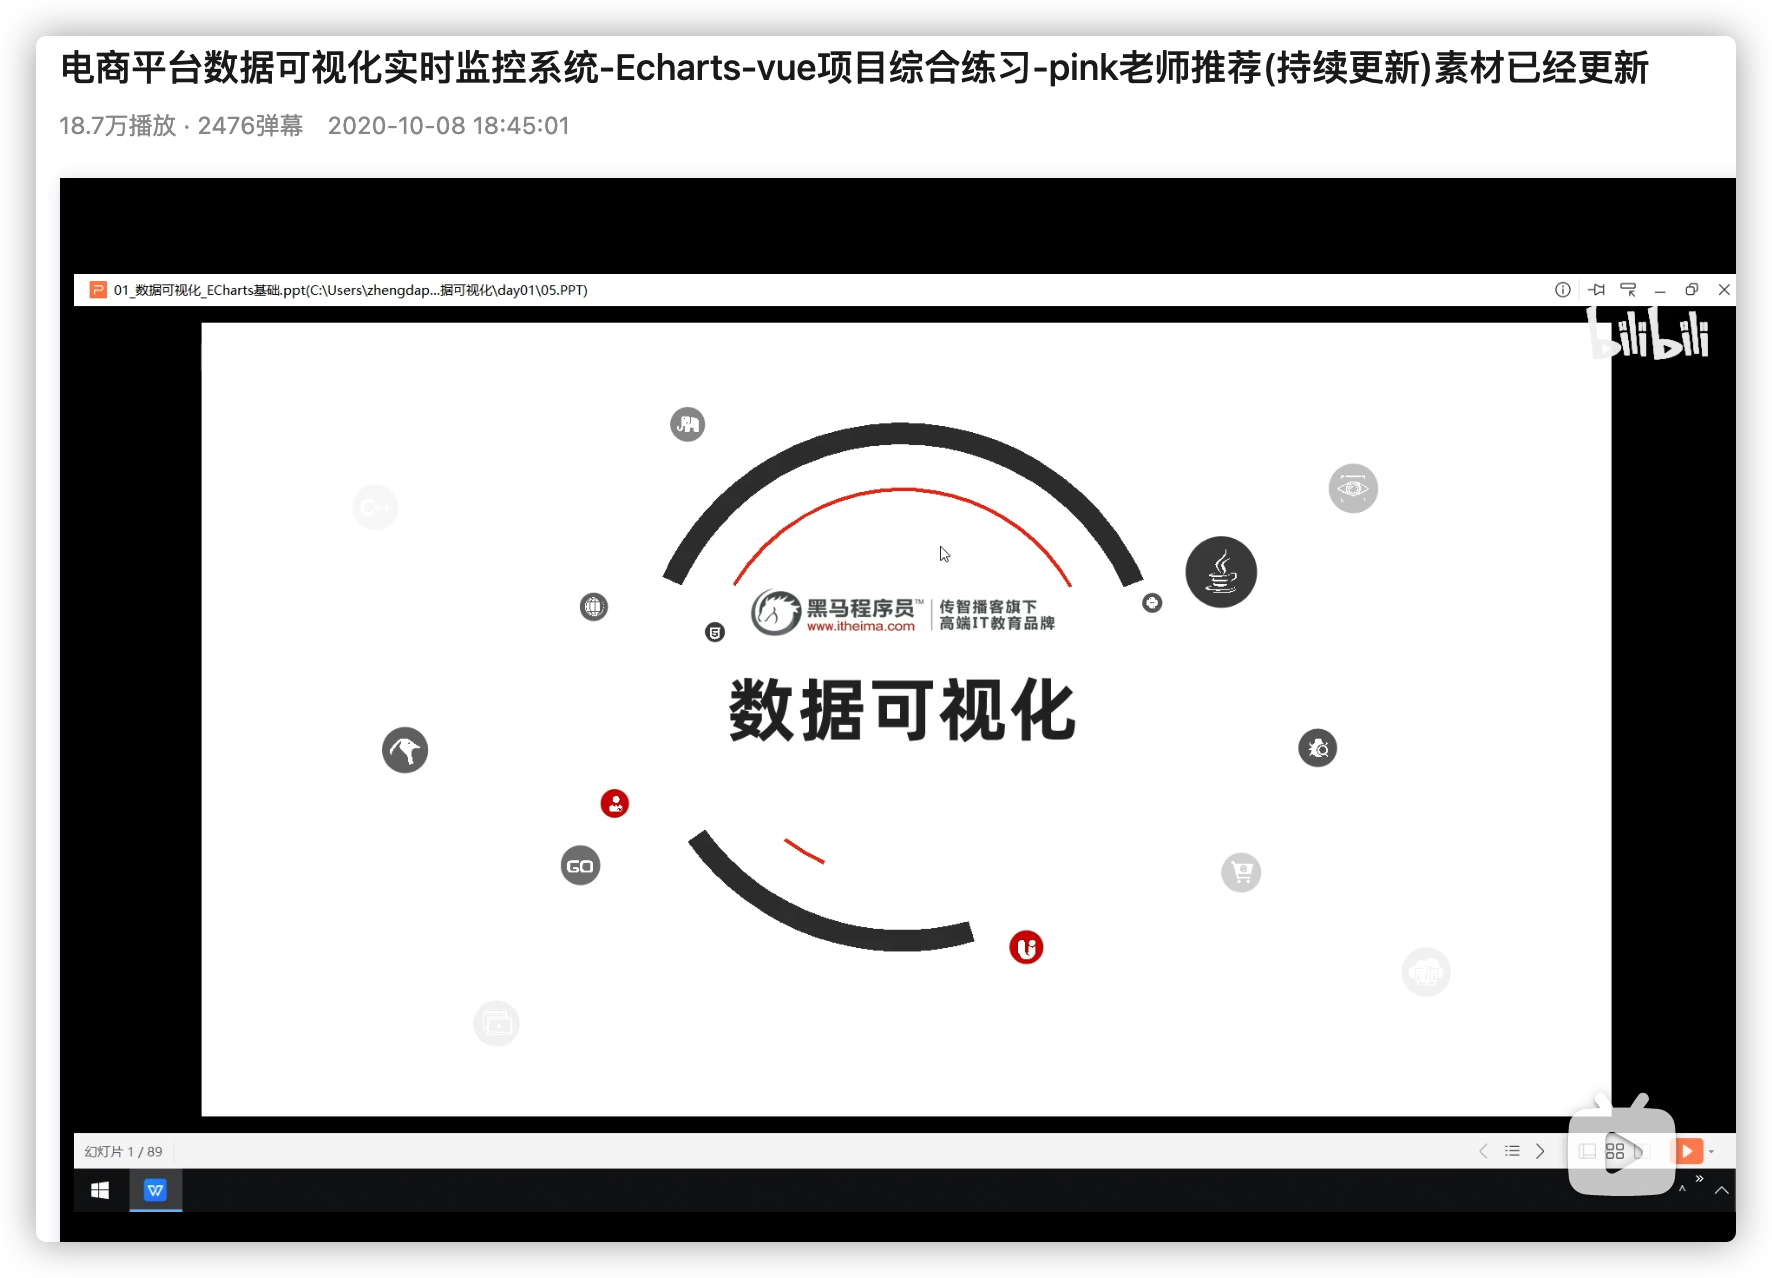 电商平台数据可视化实时监控系统-Echarts-vue项目综合练习-pink老师推荐(持续更新)素材已经更新
18.7万播放 · 2476弹幕 2020-10-08 18:45:01
01_数据可视化_ECharts基础.ppt(C:\Users\zhengdap...据可视化\day01\05.PPT)
bilibili
C++
黑马程序员™ 传智播客旗下
www.itheima.com 高端IT教育品牌
数据可视化
GO
幻灯片 1 / 89